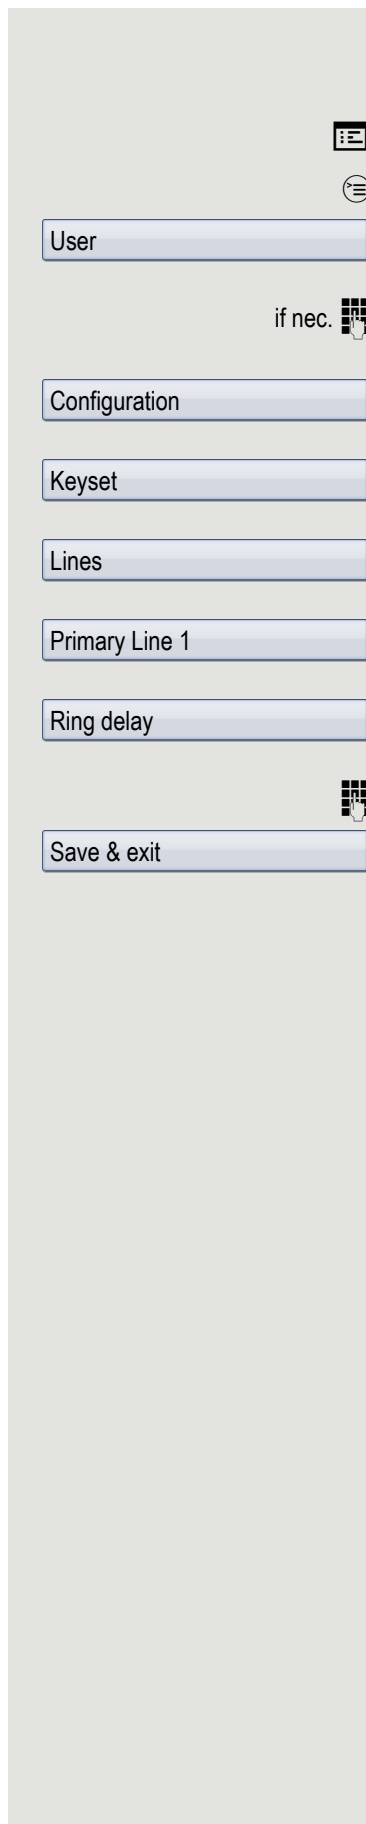 User
if nec.
Configuration
Keyset
Lines
Primary Line 1
Ring delay
Save & exit